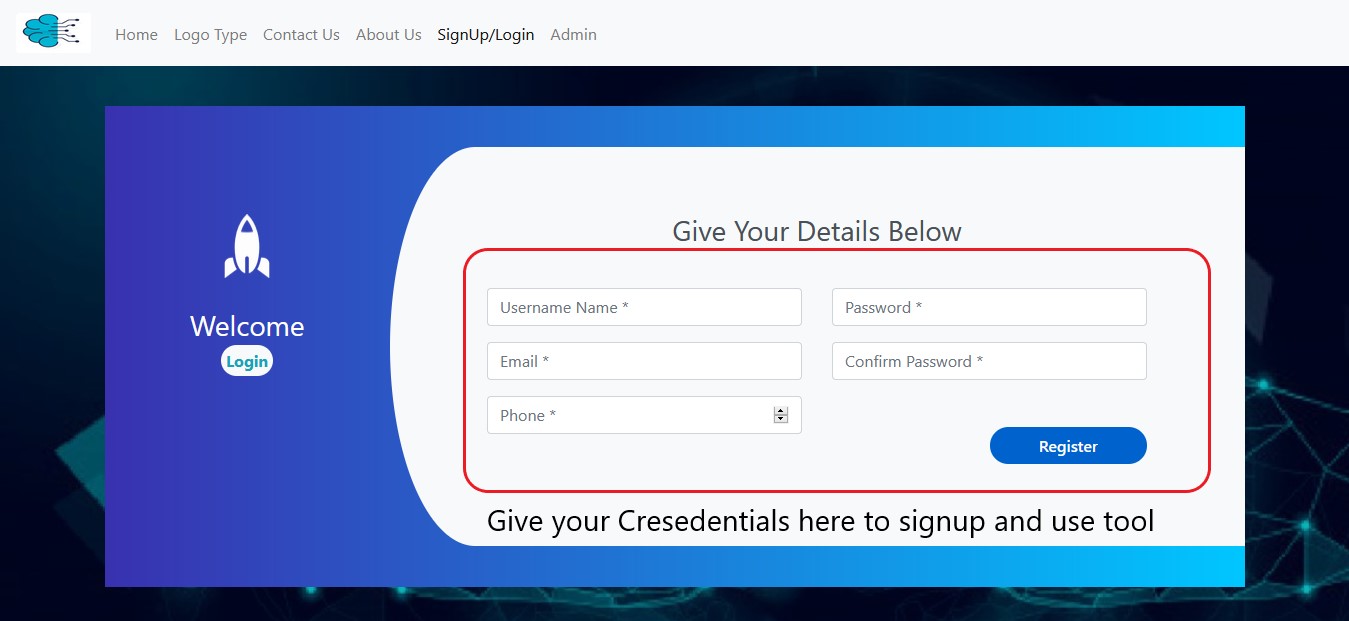 Home Logo Type Contact Us About Us SignUp/Login Admin
Give Your Details Below
Username Name * Password *
Welcome
Login
Email * Confirm Password *
Phone *
Register
Give your Cresedentials here to signup and use tool